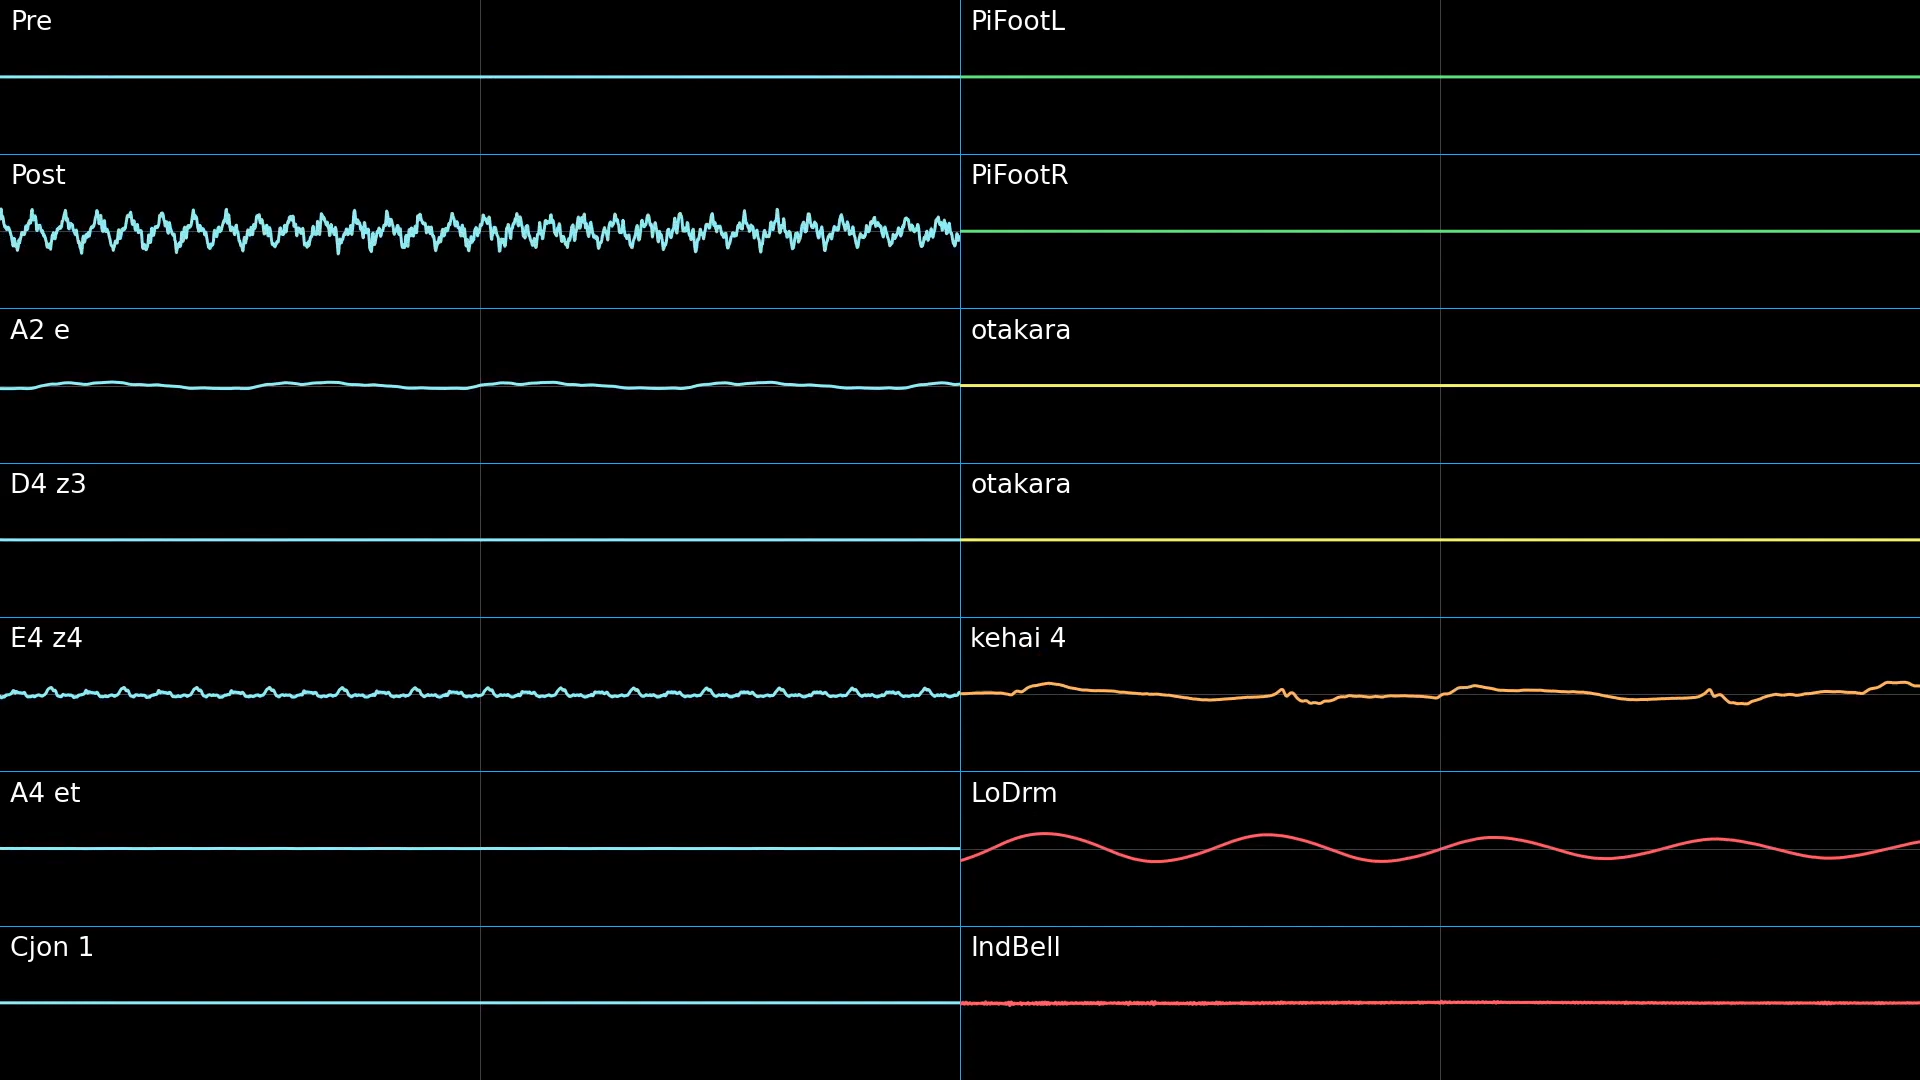 Pre
Post
A2 e
D4 z3
E4 z4
A4 et
Cjon 1
PiFootL
PiFootR
otakara
otakara
kehai 4
LoDrm
IndBell